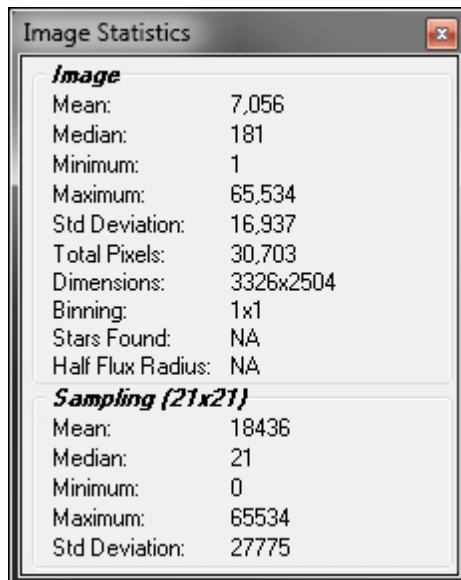 Image Statistics
Image
Mean: 7,056
Median: 181
Minimum: 1
Maximum: 65,534
Std Deviation: 16,937
Total Pixels: 30,703
Dimensions: 3326x2504
Binning: 1x1
Stars Found: NA
Half Flux Radius: NA
Sampling (21x21)
Mean: 18436
Median: 21
Minimum: 0
Maximum: 65534
Std Deviation: 27775